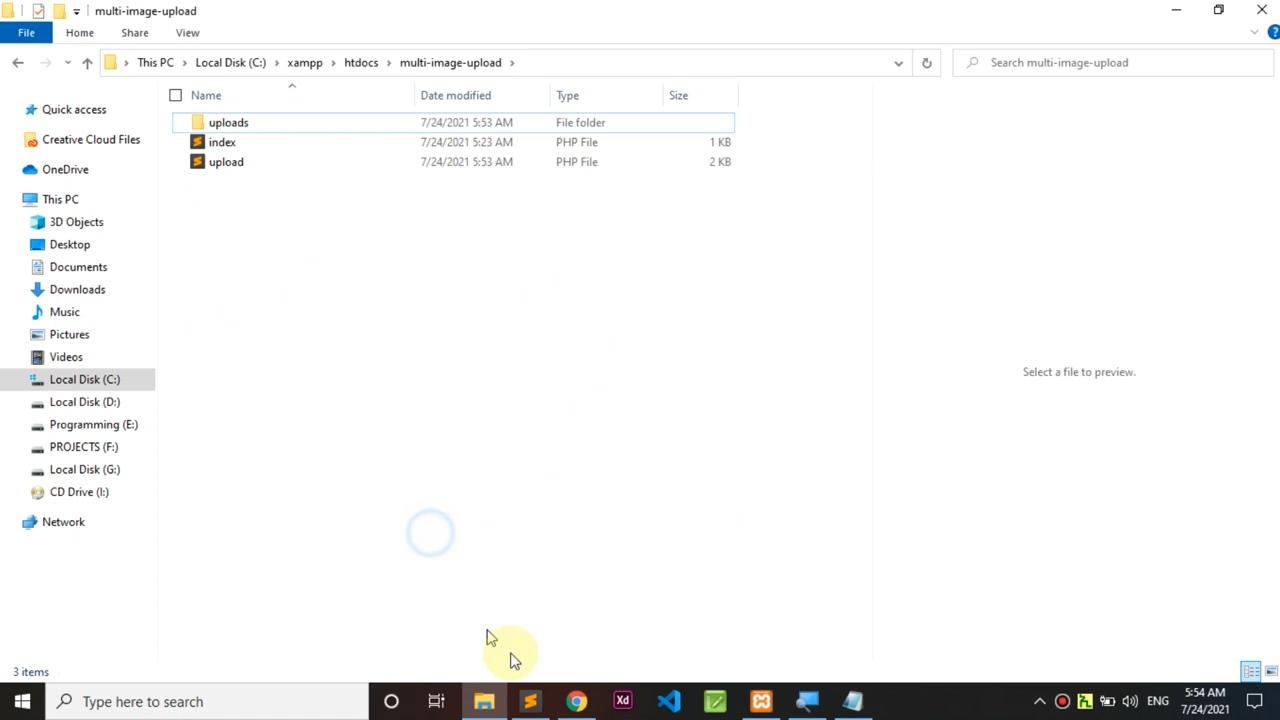 multi-image-upload
File Home Share View
This PC Local Disk (C:) xampp htdocs multi-image-upload
Search multi-image-upload
Name Date modified Type Size
uploads 7/24/2021 5:53 AM File folder
index 7/24/2021 5:23 AM PHP File 1 KB
upload 7/24/2021 5:53 AM PHP File 2 KB
Quick access
Creative Cloud Files
OneDrive
This PC
3D Objects
Desktop
Documents
Downloads
Music
Pictures
Videos
Local Disk (C:)
Local Disk (D:)
Programming (E:)
PROJECTS (F:)
Local Disk (G:)
CD Drive (I:)
Network
Select a file to preview.
3 items
Type here to search
Xd
ENG
5:54 AM
7/24/2021